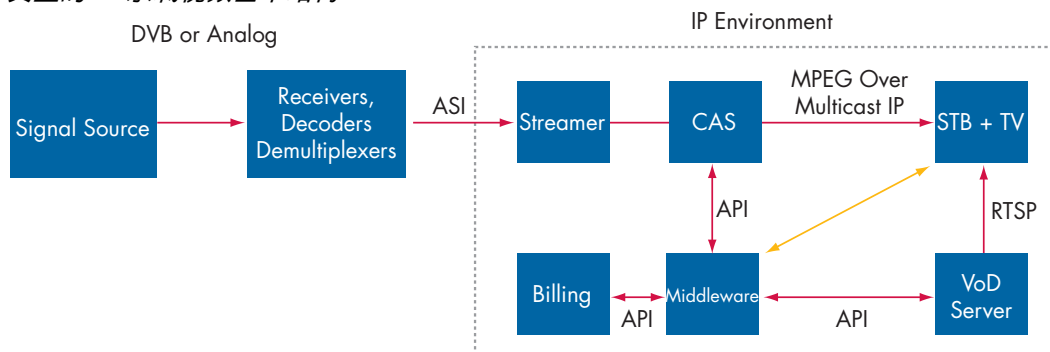 DVB or Analog
IP Environment
Signal Source
Receivers,
Decoders
Demultiplexers
ASI
Streamer
CAS
MPEG Over
Multicast IP
STB + TV
API
RTSP
Billing
API
Middleware
API
VoD
Server